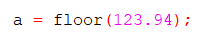 a = floor(123.94);